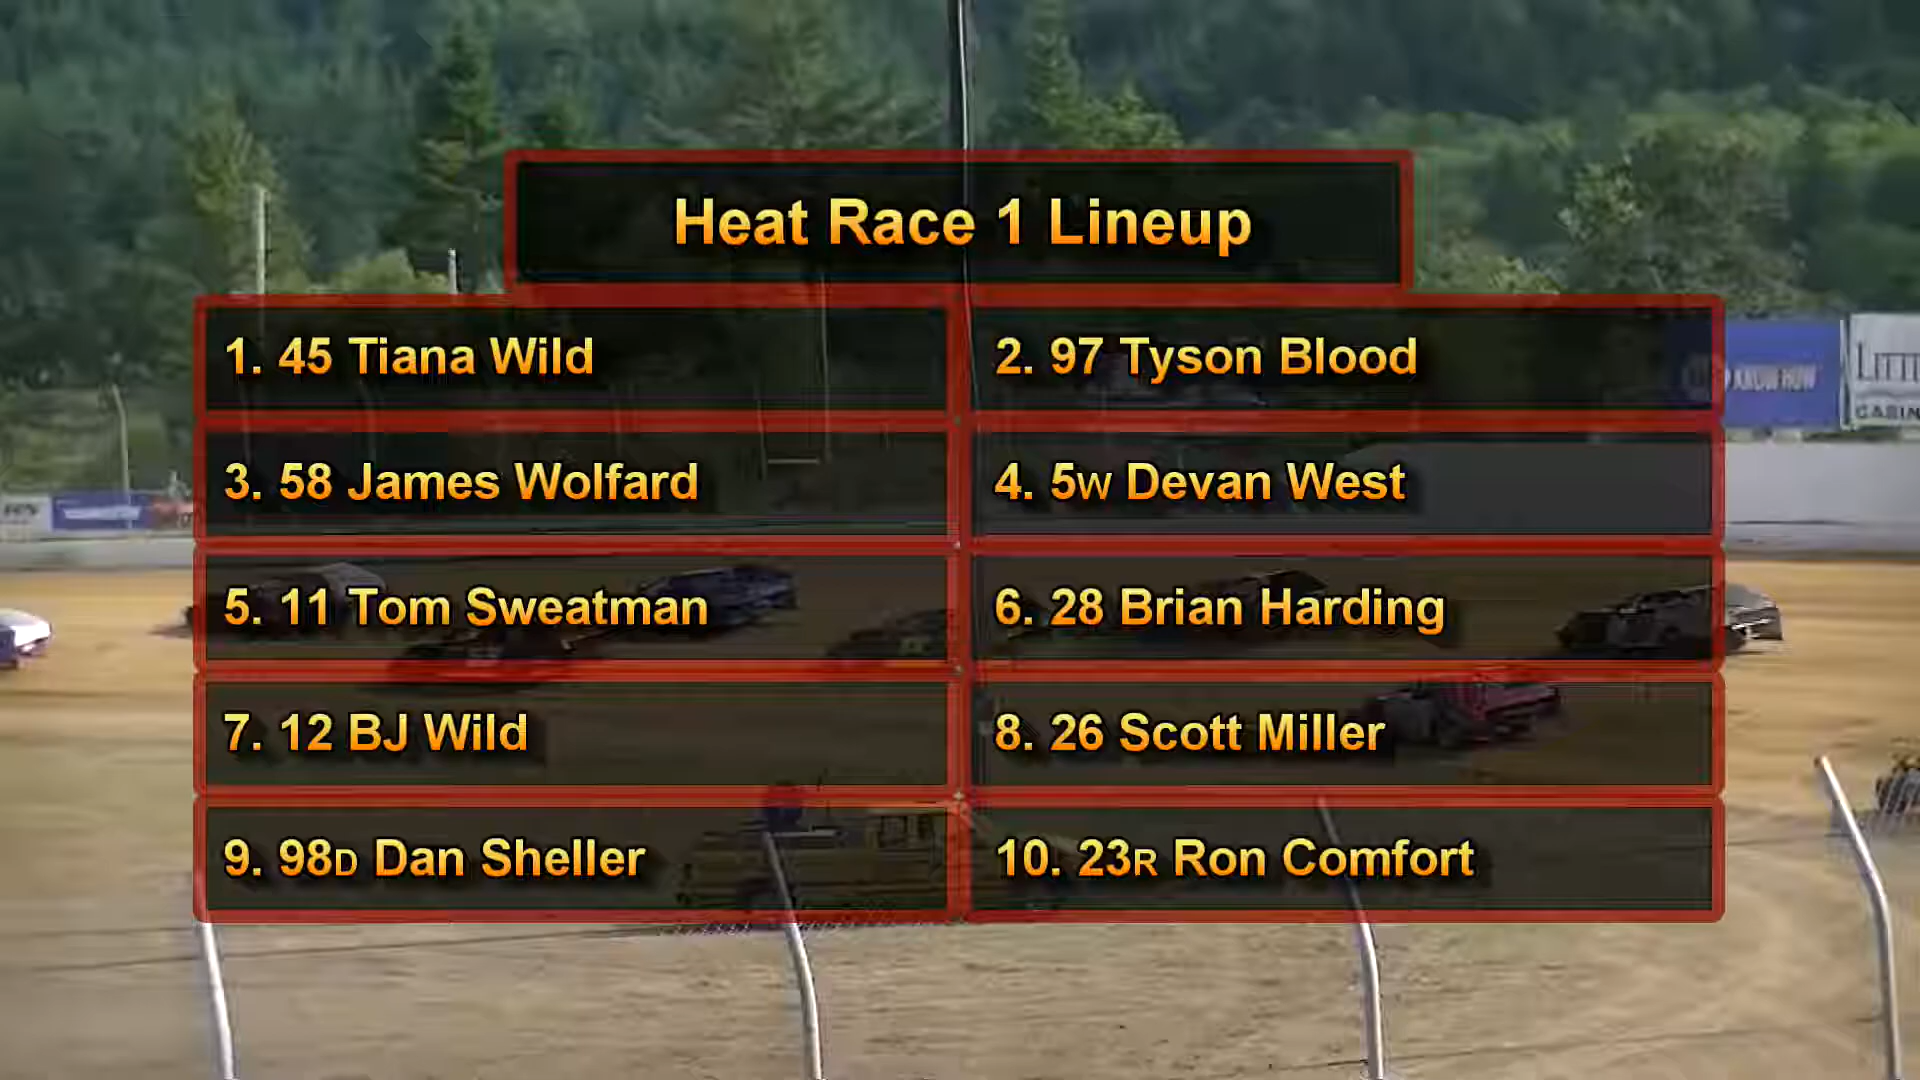 Heat Race 1 Lineup
1. 45 Tiana Wild
2. 97 Tyson Blood
3. 58 James Wolfard
4. 5W Devan West
5. 11 Tom Sweatman
6. 28 Brian Harding
7. 12 BJ Wild
8. 26 Scott Miller
9. 98D Dan Sheller
10. 23R Ron Comfort
KNOW HOW